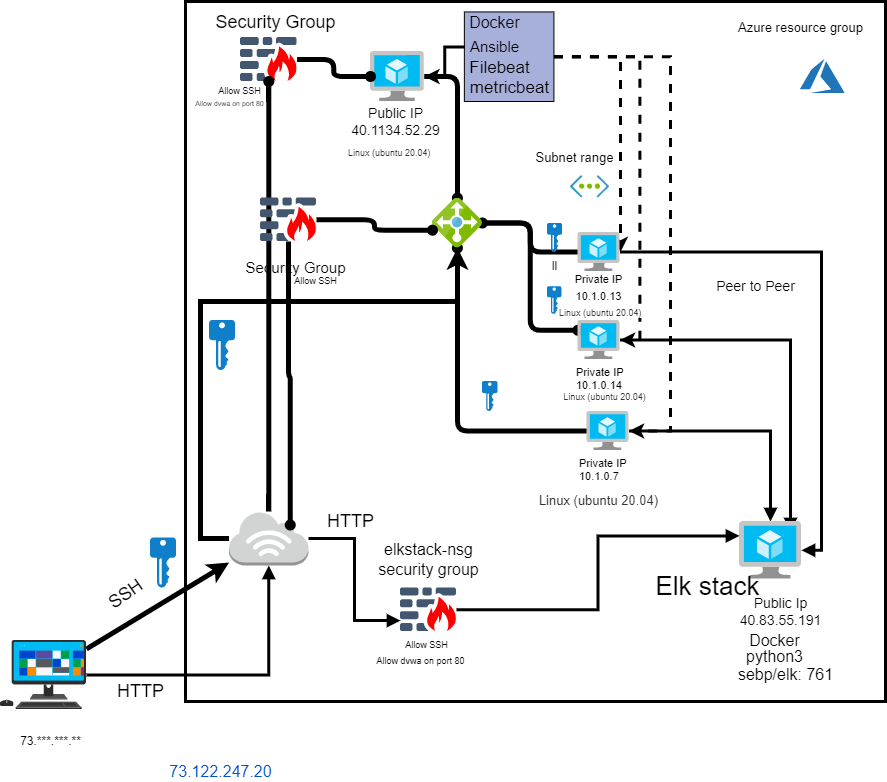 Security Group
Docker
Ansible
Filebeat
metricbeat
Azure resource group
Allow SSH
Allow dvwa on port 80
Public IP
40.1134.52.29
Linux (ubuntu 20.04)
Subnet range
Security Group
Allow SSH
II
Private IP
10.1.0.13
Linux (ubuntu 20.04)
Peer to Peer
Private IP
10.1.0.14
Linux (ubuntu 20.04)
Private IP
10.1.0.7
Linux (ubuntu 20.04)
HTTP
elkstack-nsg
security group
SSH
Elk stack
Public Ip
40.83.55.191
Docker
python3
sebp/elk: 761
Allow SSH
Allow dvwa on port 80
HTTP
73.***.***.**
73.122.247.20